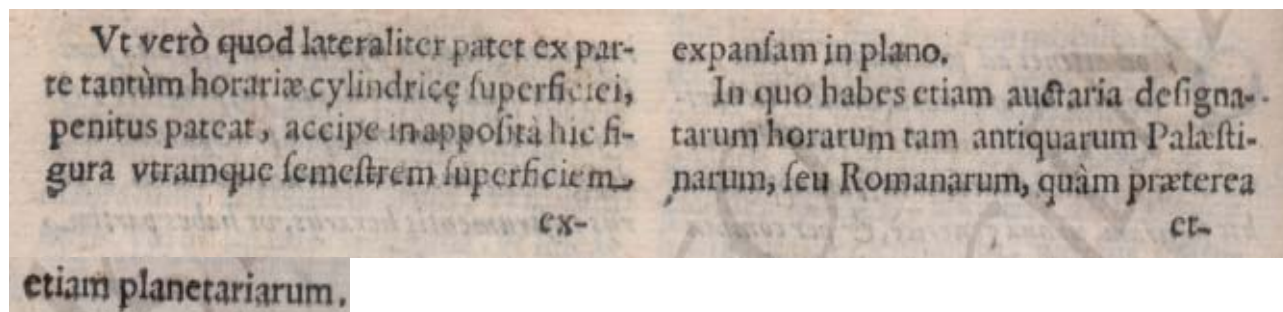 Vt verò quod lateraliter patet ex par-
te tantùm horariæ cylindricę ſuperficiei,
penitus pateat, accipe in appoſità hic fi-
gura vtramque ſemeſtrem ſuperficiem
ex-
expanſam in plano.
In quo habes etiam auctaria deſigna-
tarum horarum tam antiquarum Palæſti-
narum, ſeu Romanarum, quàm præterea
et-
etiam planetariarum.